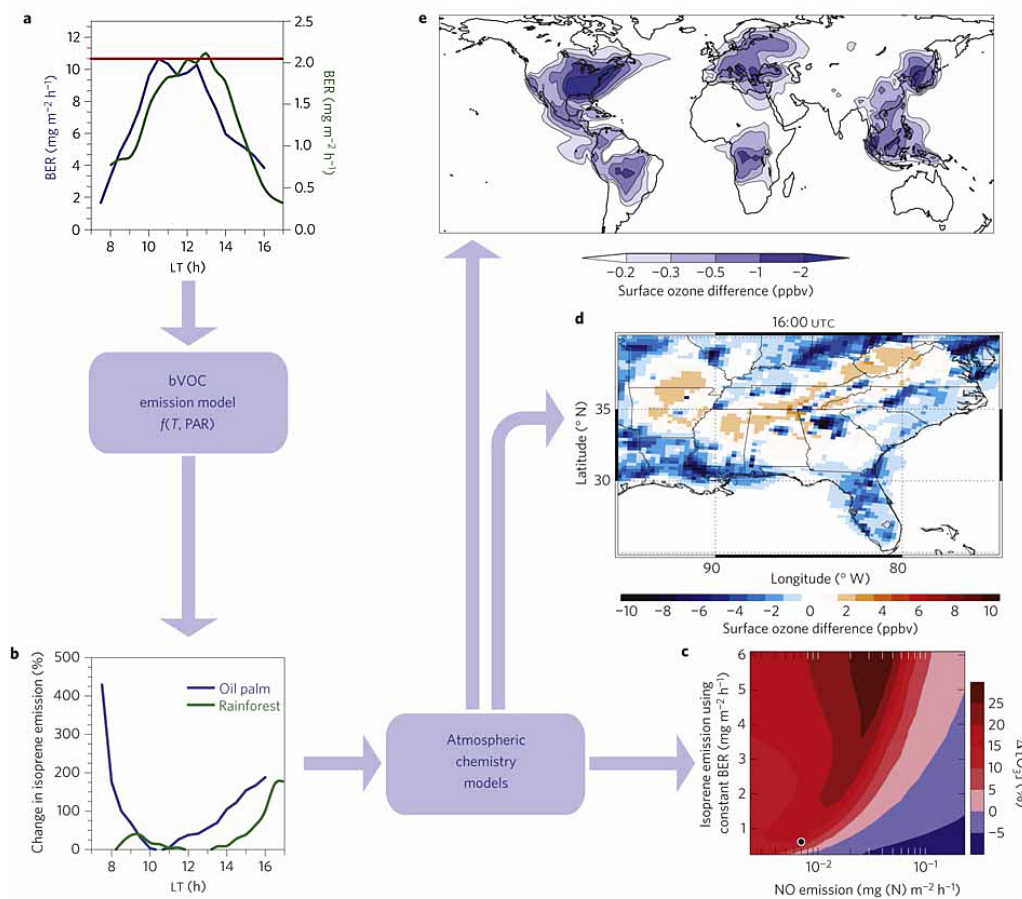 a
12
10
8
6
4
2
0
BER (mg m⁻² h⁻¹)
2.5
2.0
1.5
1.0
0.5
0.0
BER (mg m⁻² h⁻¹)
8 10 12 14 16
LT (h)
e
−0.2 −0.3 −0.5 −1 −2
Surface ozone difference (ppbv)
bVOC
emission model
f(T, PAR)
d
16:00 UTC
35
30
Latitude (° N)
90 80
Longitude (° W)
−10 −8 −6 −4 −2 0 2 4 6 8 10
Surface ozone difference (ppbv)
b
500
400
300
200
100
0
Change in isoprene emission (%)
Oil palm
Rainforest
8 10 12 14 16
LT (h)
Atmospheric
chemistry
models
c
6
5
4
3
2
1
Isoprene emission using
constant BER (mg m⁻² h⁻¹)
10⁻² 10⁻¹
NO emission (mg (N) m⁻² h⁻¹)
25
20
15
10
5
0
−5